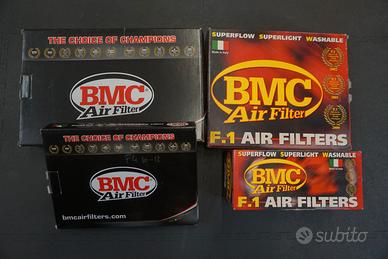 THE CHOICE OF CHAMPIONS
BMC
Air Filter
SUPERFLOW SUPERLIGHT WASHABLE
BMC
Air Filter
F.1 AIR FILTERS
THE CHOICE OF CHAMPIONS
BMC
Air Filter
bmcairfilters.com
SUPERFLOW SUPERLIGHT WASHABLE
BMC
Air Filter
F.1 AIR FILTERS
subito